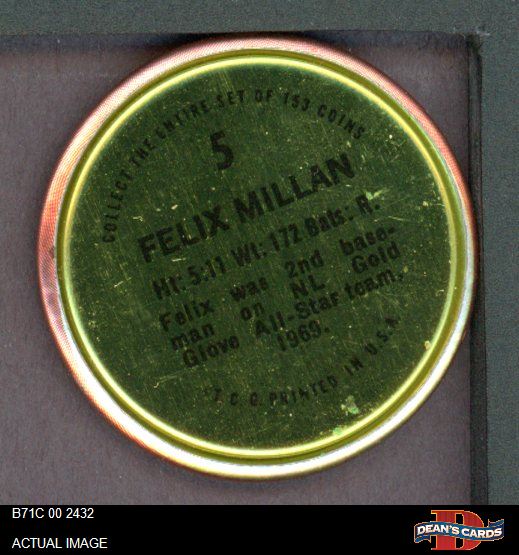 COLLECT THE ENTIRE SET OF 153 COINS
5
FELIX MILLAN
Ht: 5:11 Wt: 172 Bats: R.
Felix was 2nd base-
man on NL Gold
Glove All-Star team,
1969.
T C G PRINTED IN U.S.A.
B71C 00 2432
ACTUAL IMAGE
D
DEAN'S CARDS